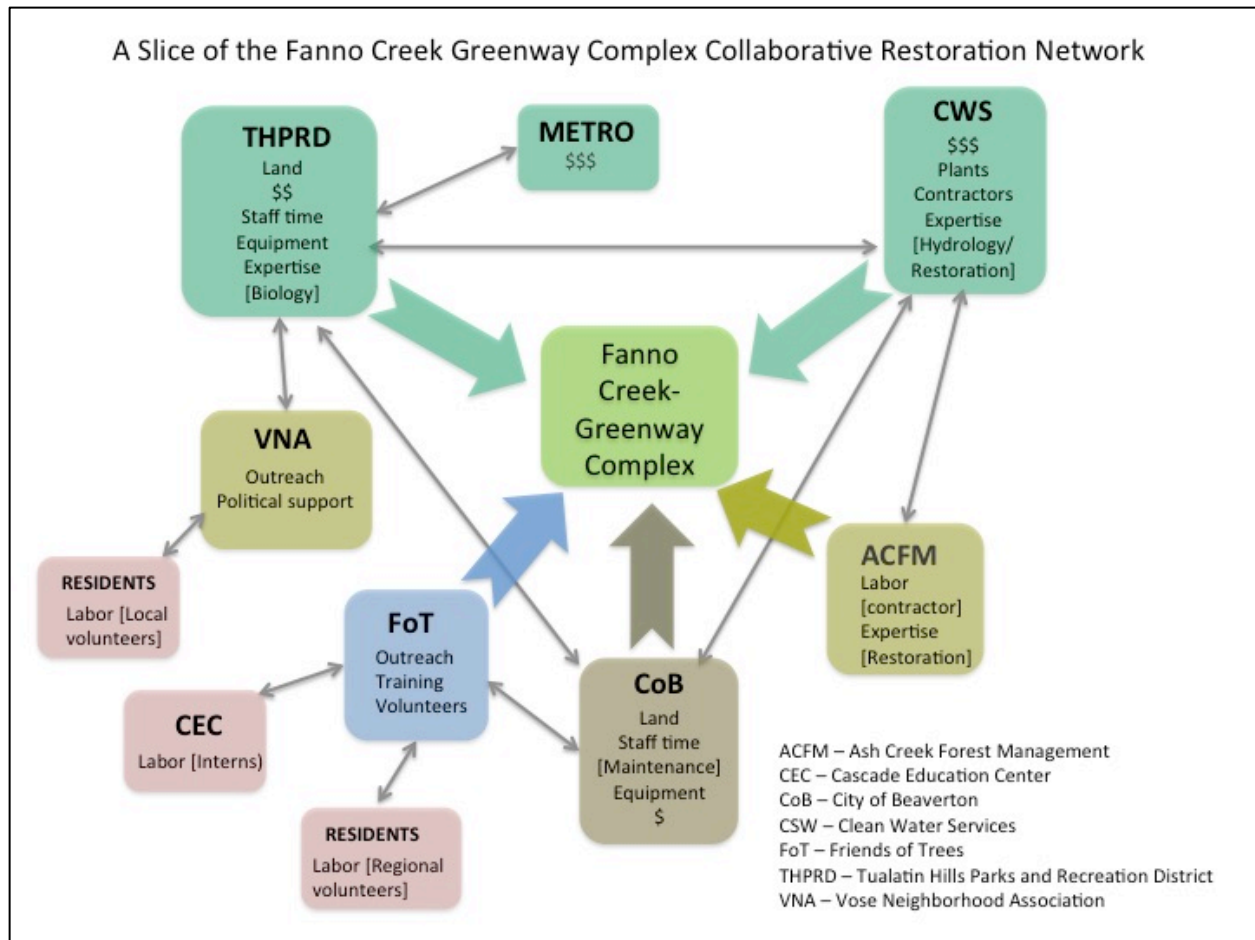 A Slice of the Fanno Creek Greenway Complex Collaborative Restoration Network
THPRD
Land
$$
Staff time
Equipment
Expertise
[Biology]
METRO
$$$
CWS
$$$
Plants
Contractors
Expertise
[Hydrology/
Restoration]
Fanno
Creek-
Greenway
Complex
VNA
Outreach
Political support
RESIDENTS
Labor [Local
volunteers]
FoT
Outreach
Training
Volunteers
CEC
Labor [Interns)
RESIDENTS
Labor [Regional
volunteers]
CoB
Land
Staff time
[Maintenance]
Equipment
$
ACFM
Labor
[contractor]
Expertise
[Restoration]
ACFM – Ash Creek Forest Management
CEC – Cascade Education Center
CoB – City of Beaverton
CSW – Clean Water Services
FoT – Friends of Trees
THPRD – Tualatin Hills Parks and Recreation District
VNA – Vose Neighborhood Association